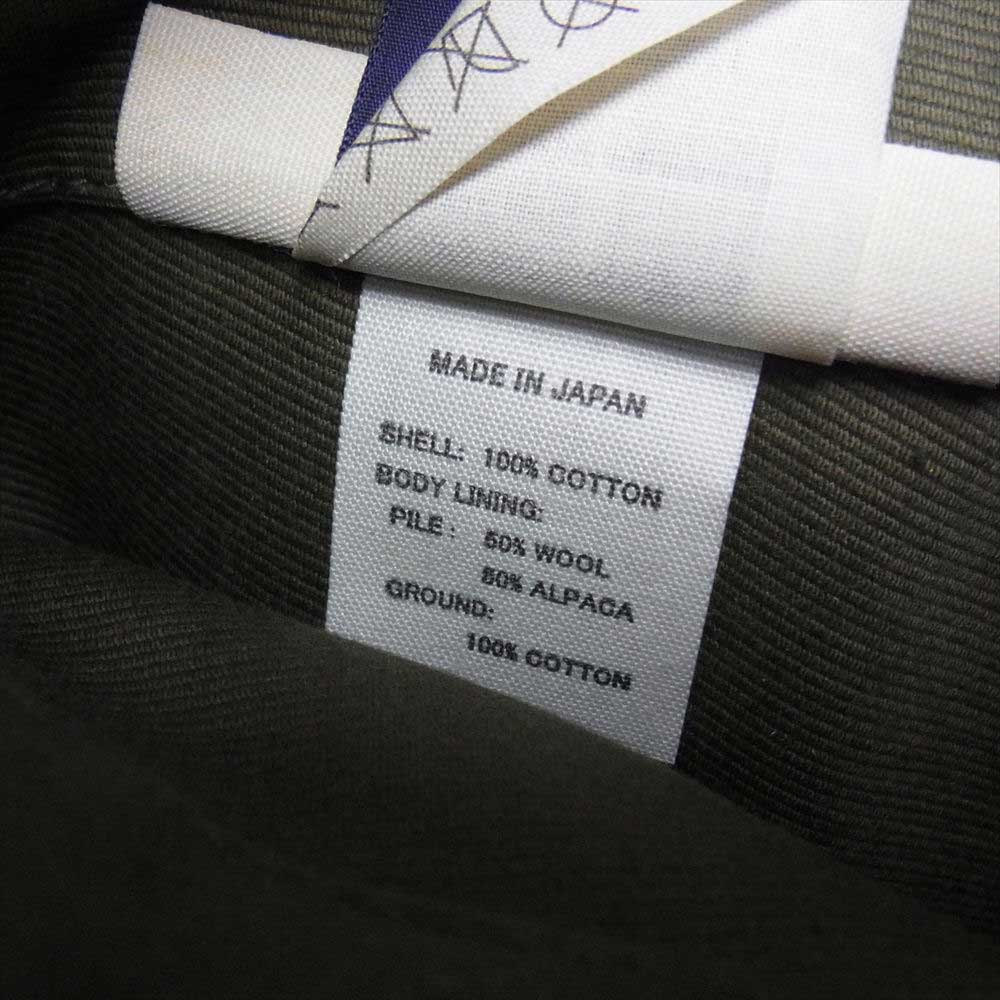 MADE IN JAPAN
SHELL: 100% COTTON
BODY LINING:
PILE : 50% WOOL
50% ALPACA
GROUND:
100% COTTON